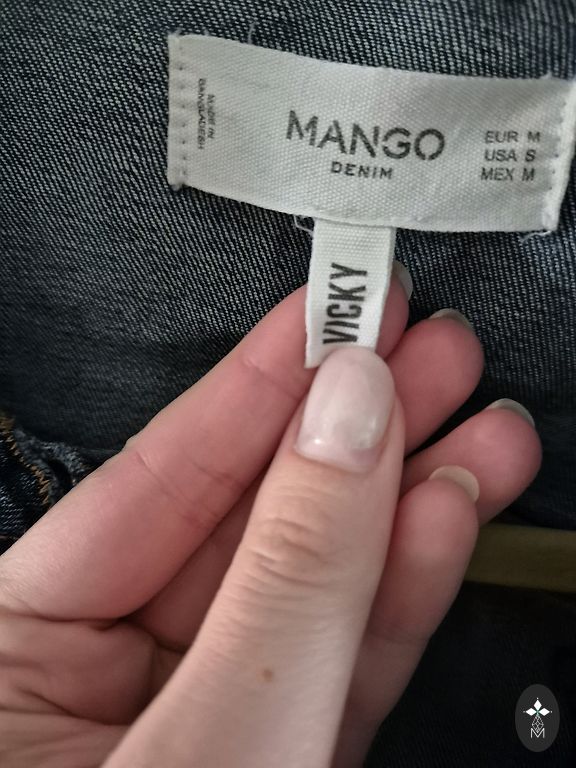 MADE IN
BANGLADESH
MANGO
DENIM
EUR M
USA S
MEX M
VICKY
M